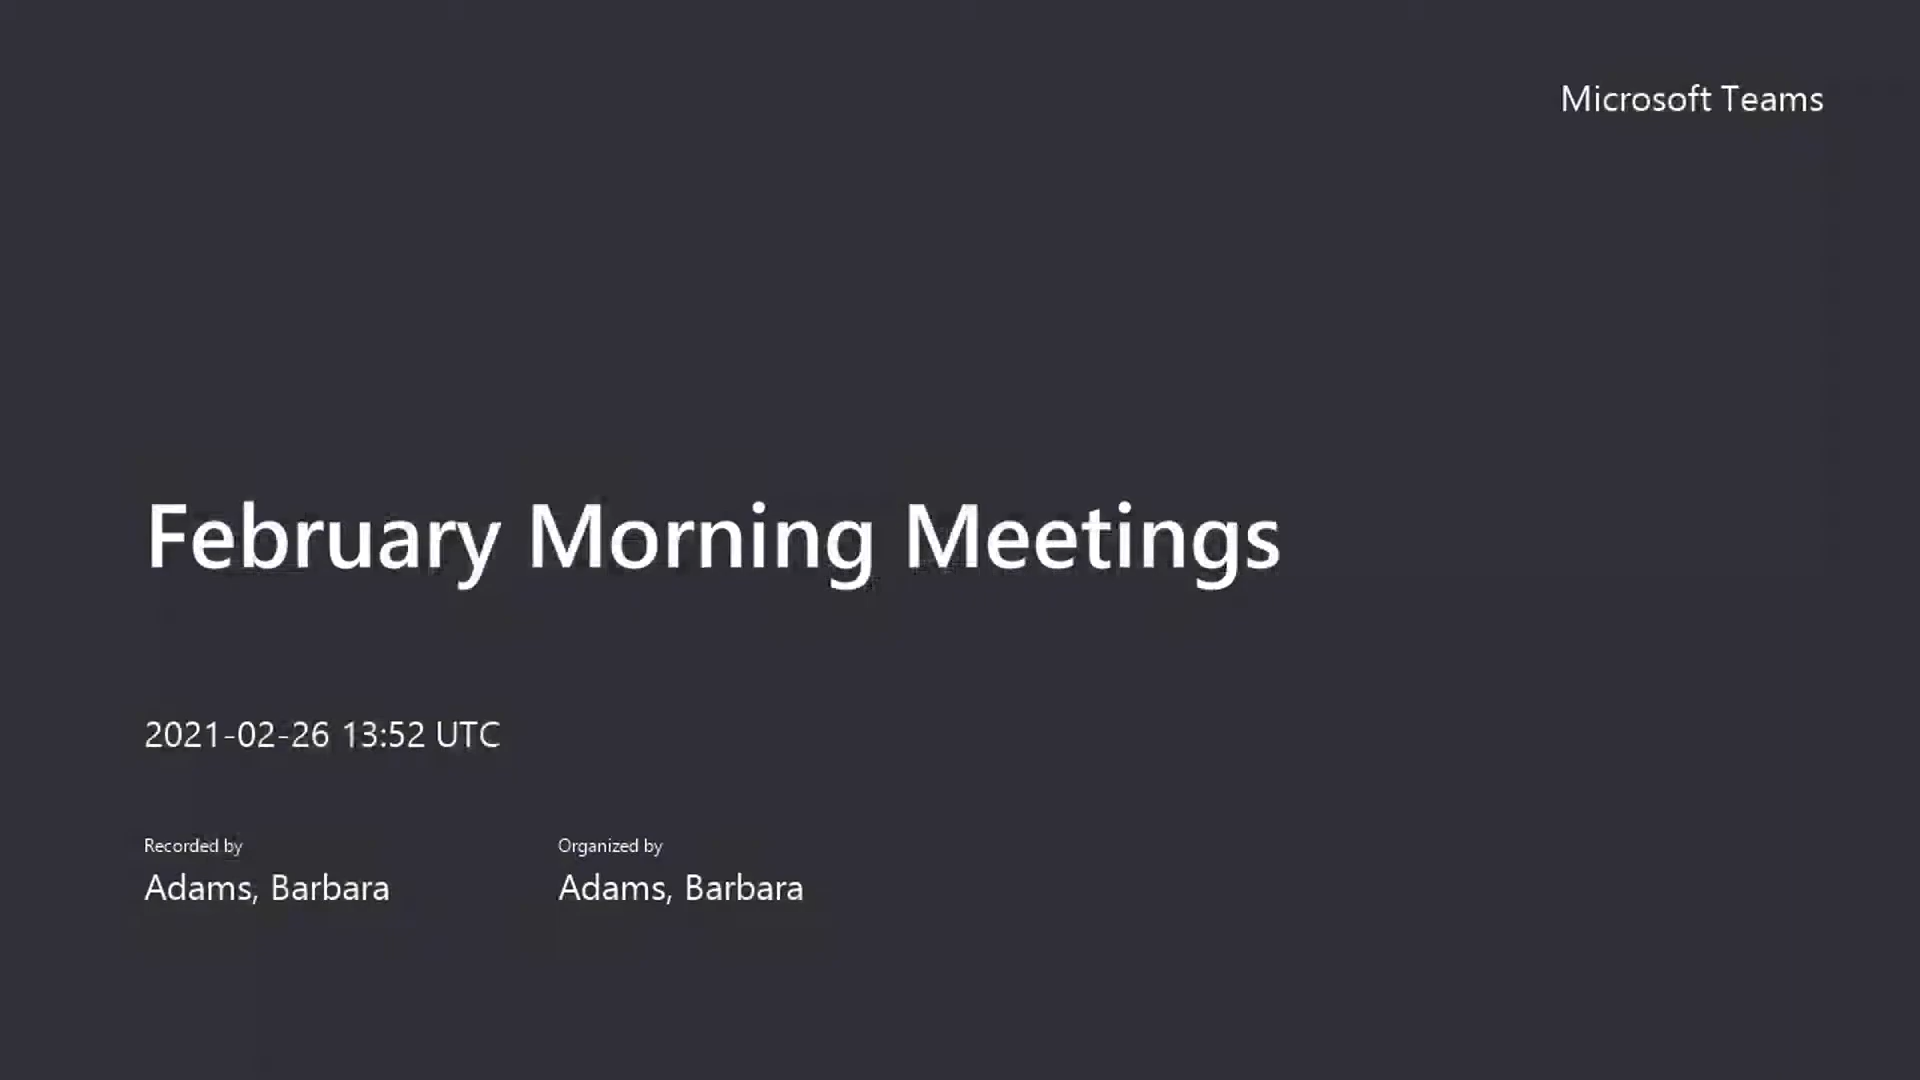 Microsoft Teams
February Morning Meetings
2021-02-26 13:52 UTC
Recorded by
Adams, Barbara
Organized by
Adams, Barbara